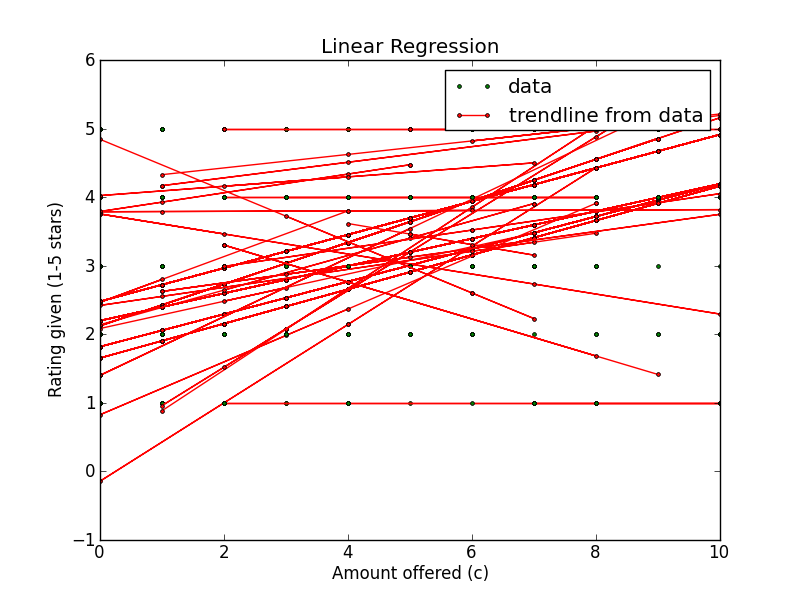 Linear Regression
data
trendline from data
6
5
4
3
2
1
0
−1
Rating given (1-5 stars)
0 2 4 6 8 10
Amount offered (c)